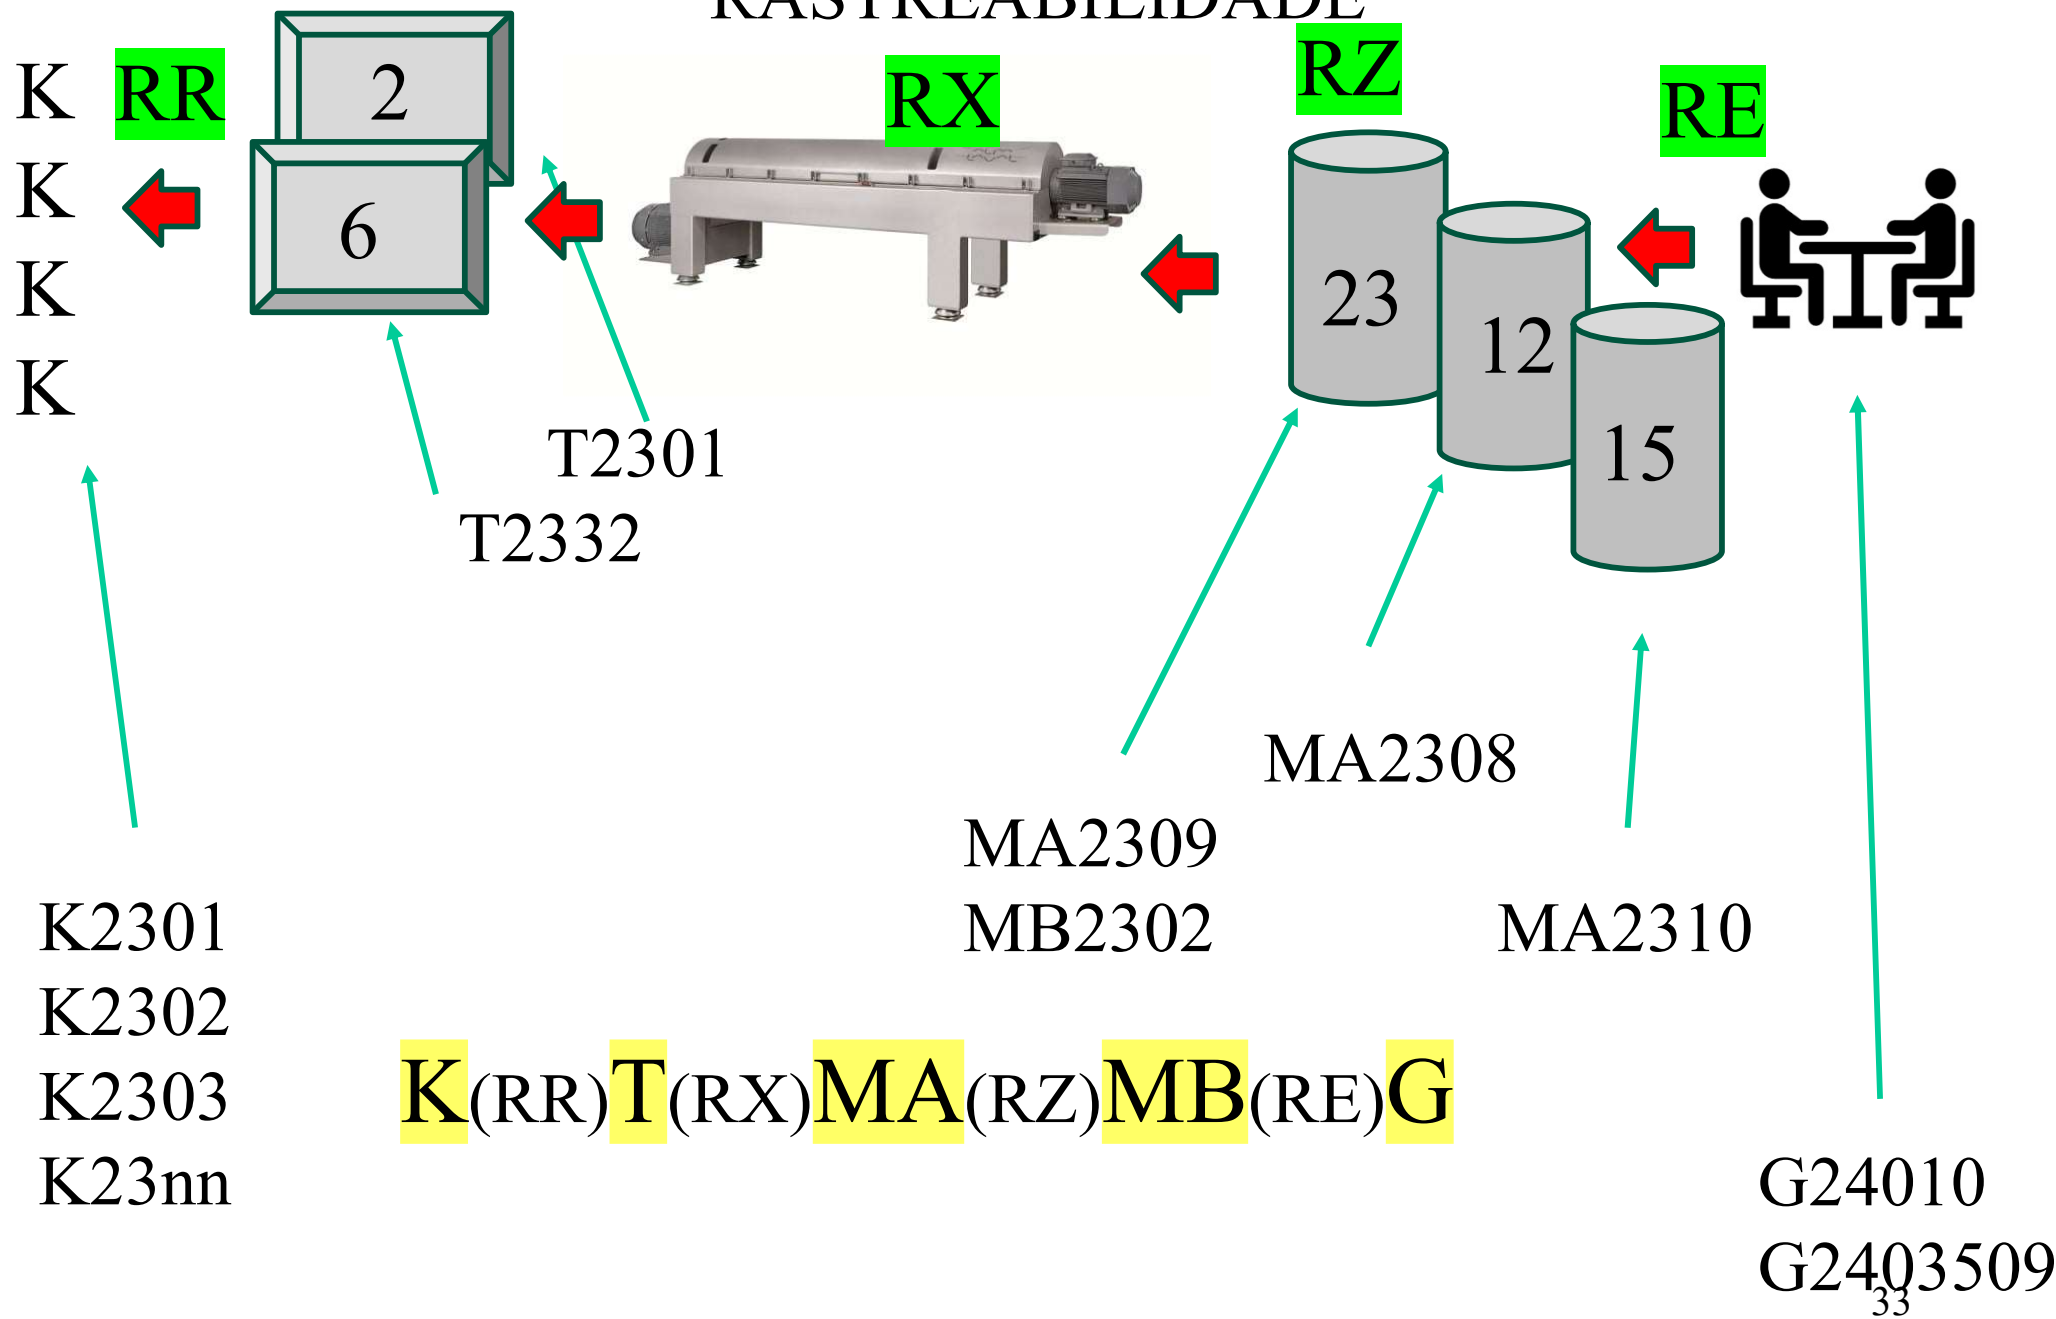 RASTREABILIDADE
K RR 2 RX RZ RE
K
K
K
6
23
12
15
T2301
T2332
MA2308
MA2309
MB2302
MA2310
K2301
K2302
K2303
K23nn
K(RR)T(RX)MA(RZ)MB(RE)G
G24010
G2403509
33